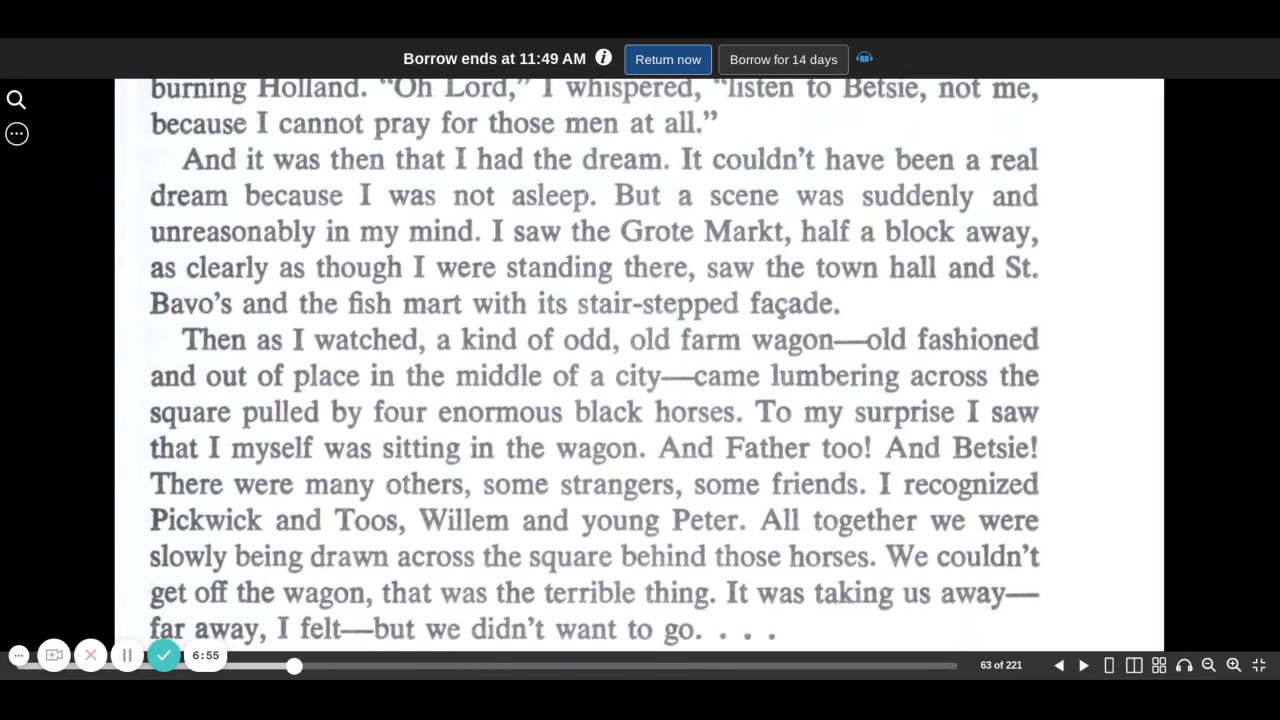 Borrow ends at 11:49 AM
Return now
Borrow for 14 days
burning Holland. “Oh Lord,” I whispered, “listen to Betsie, not me,
because I cannot pray for those men at all.”
And it was then that I had the dream. It couldn’t have been a real
dream because I was not asleep. But a scene was suddenly and
unreasonably in my mind. I saw the Grote Markt, half a block away,
as clearly as though I were standing there, saw the town hall and St.
Bavo’s and the fish mart with its stair-stepped façade.
Then as I watched, a kind of odd, old farm wagon—old fashioned
and out of place in the middle of a city—came lumbering across the
square pulled by four enormous black horses. To my surprise I saw
that I myself was sitting in the wagon. And Father too! And Betsie!
There were many others, some strangers, some friends. I recognized
Pickwick and Toos, Willem and young Peter. All together we were
slowly being drawn across the square behind those horses. We couldn’t
get off the wagon, that was the terrible thing. It was taking us away—
far away, I felt—but we didn’t want to go. . . .
6:55
63 of 221